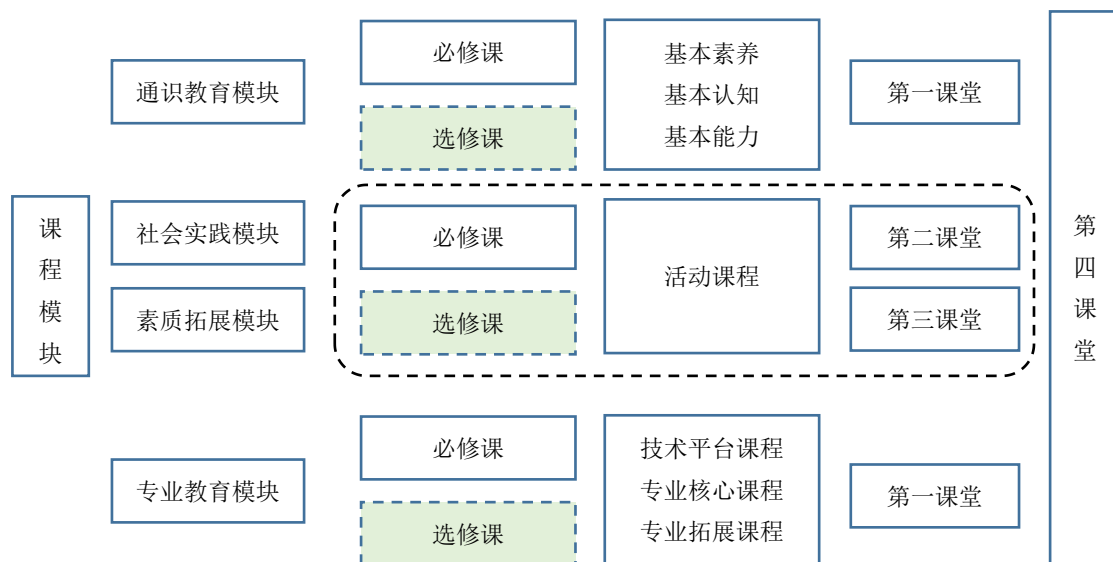 课程模块
通识教育模块
必修课
选修课
基本素养
基本认知
基本能力
第一课堂
社会实践模块
素质拓展模块
必修课
选修课
活动课程
第二课堂
第三课堂
专业教育模块
必修课
选修课
技术平台课程
专业核心课程
专业拓展课程
第一课堂
第四课堂